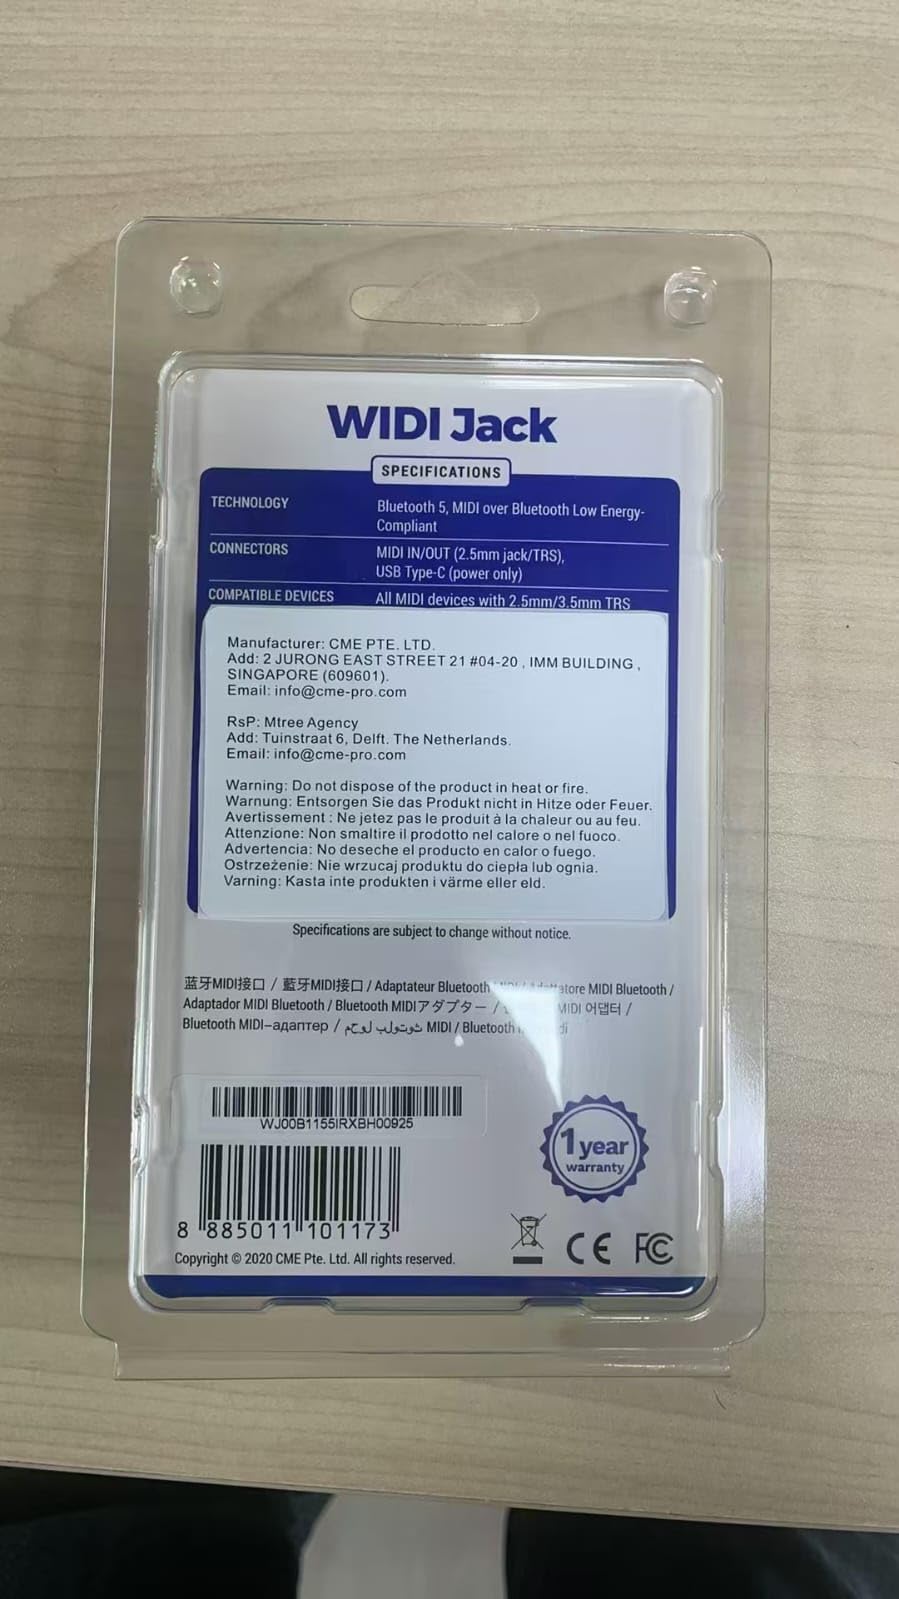 WIDI Jack
SPECIFICATIONS
TECHNOLOGY
Bluetooth 5, MIDI over Bluetooth Low Energy-
Compliant
CONNECTORS
MIDI IN/OUT (2.5mm jack/TRS),
USB Type-C (power only)
COMPATIBLE DEVICES
All MIDI devices with 2.5mm/3.5mm TRS
Manufacturer: CME PTE. LTD.
Add: 2 JURONG EAST STREET 21 #04-20 , IMM BUILDING ,
SINGAPORE (609601).
Email: info@cme-pro.com
RsP: Mtree Agency
Add: Tuinstraat 6, Delft. The Netherlands.
Email: info@cme-pro.com
Warning: Do not dispose of the product in heat or fire.
Warnung: Entsorgen Sie das Produkt nicht in Hitze oder Feuer.
Avertissement : Ne jetez pas le produit à la chaleur ou au feu.
Attenzione: Non smaltire il prodotto nel calore o nel fuoco.
Advertencia: No deseche el producto en calor o fuego.
Ostrzeżenie: Nie wrzucaj produktu do ciepła lub ognia.
Varning: Kasta inte produkten i värme eller eld.
Specifications are subject to change without notice.
蓝牙MIDI接口 / 藍牙MIDI接口 / Adaptateur Bluetooth / MIDI Bluetooth /
Adaptador MIDI Bluetooth / Bluetooth MIDIアダプター / MIDI 어댑터 /
Bluetooth MIDI-адаптер / MIDI / Bluetooth
WJ00B1155IRXBH00925
8 885011 101173
1 year
warranty
Copyright © 2020 CME Pte. Ltd. All rights reserved.
CE FC